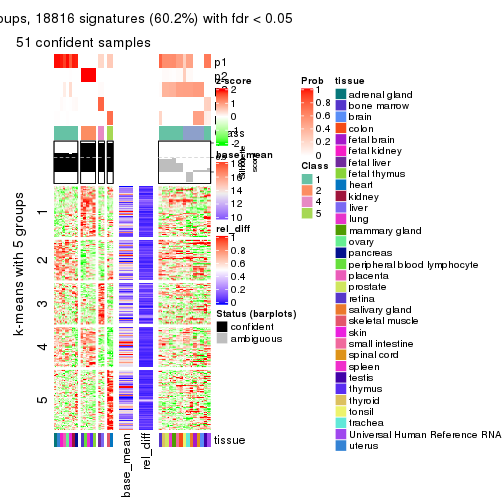 oups, 18816 signatures (60.2%) with fdr < 0.05
51 confident samples
p1
p2
z-score
2
1
0
-1
-2
class
base_mean
16
14
12
10
rel_diff
1
0.8
0.6
0.4
0.2
0
Status (barplots)
confident
ambiguous
Prob
1
0.8
0.6
0.4
0.2
0
Class
1
2
4
5
tissue
adrenal gland
bone marrow
brain
colon
fetal brain
fetal kidney
fetal liver
fetal thymus
heart
kidney
liver
lung
mammary gland
ovary
pancreas
peripheral blood lymphocyte
placenta
prostate
retina
salivary gland
skeletal muscle
skin
small intestine
spinal cord
spleen
testis
thymus
thyroid
tonsil
trachea
Universal Human Reference RNA
uterus
k-means with 5 groups
1
2
3
4
5
tissue
base_mean
rel_diff